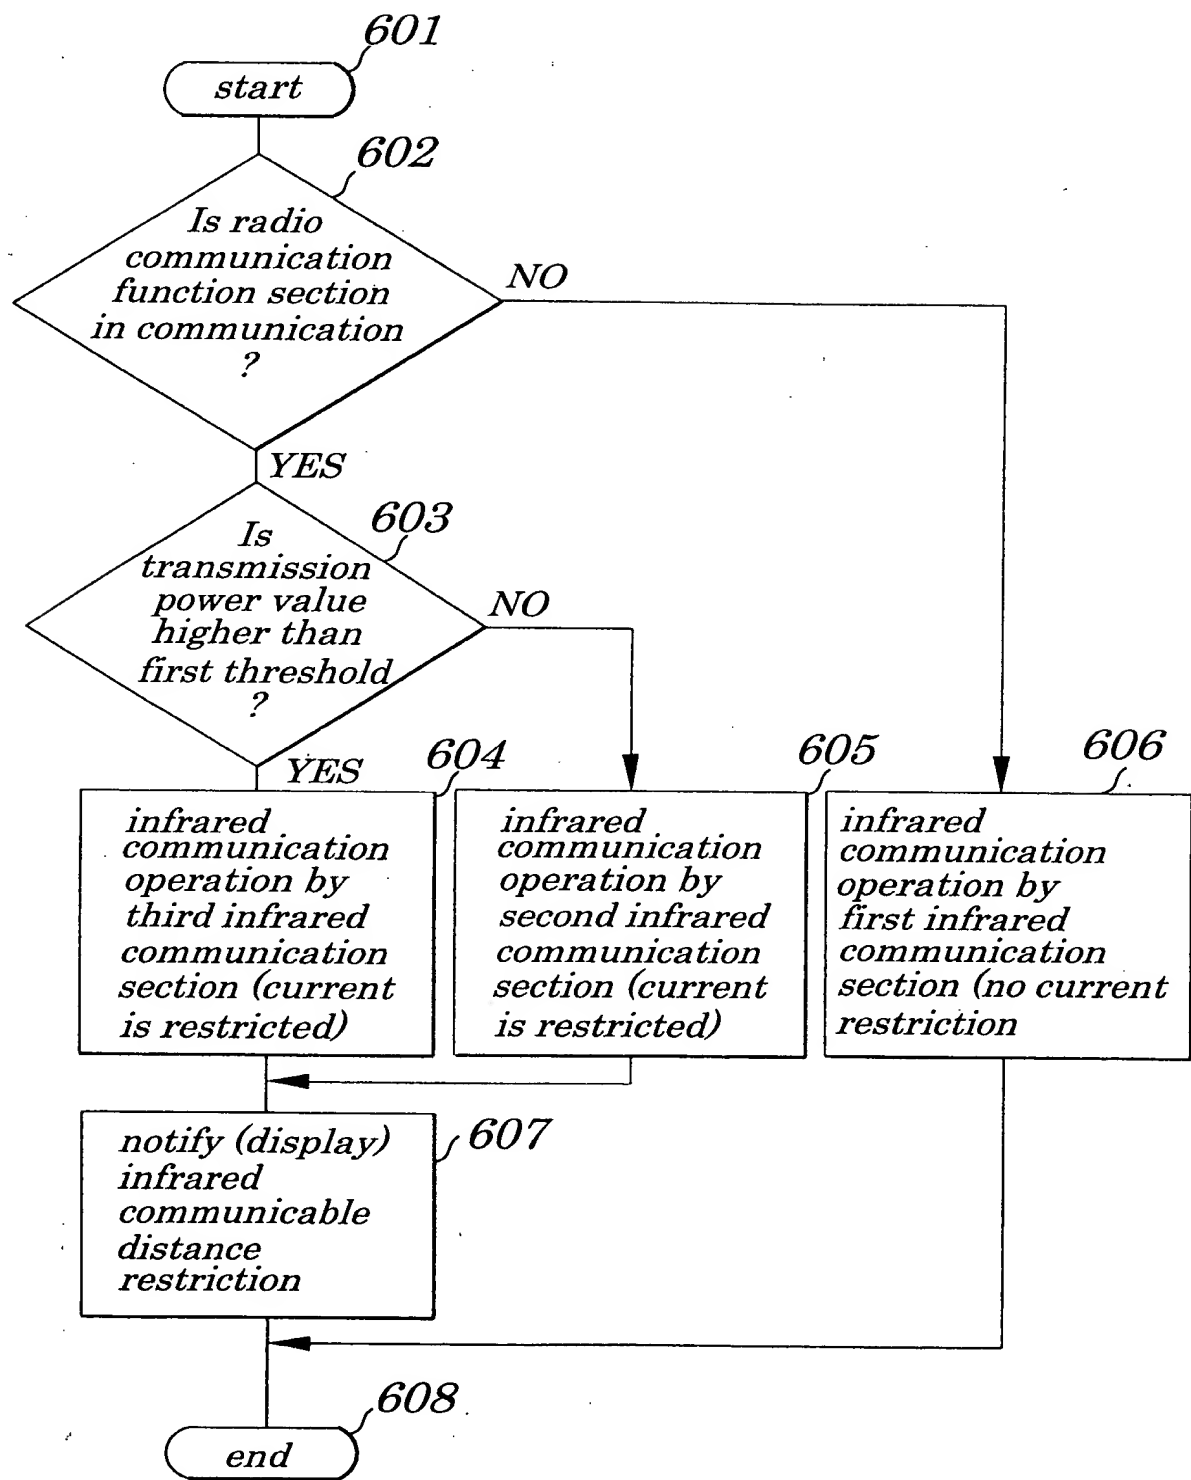 601
start
602
Is radio
communication
function section
in communication
?
NO
YES
603
Is
transmission
power value
higher than
first threshold
?
NO
YES
604
infrared
communication
operation by
third infrared
communication
section (current
is restricted)
605
infrared
communication
operation by
second infrared
communication
section (current
is restricted)
606
infrared
communication
operation by
first infrared
communication
section (no current
restriction
607
notify (display)
infrared
communicable
distance
restriction
608
end